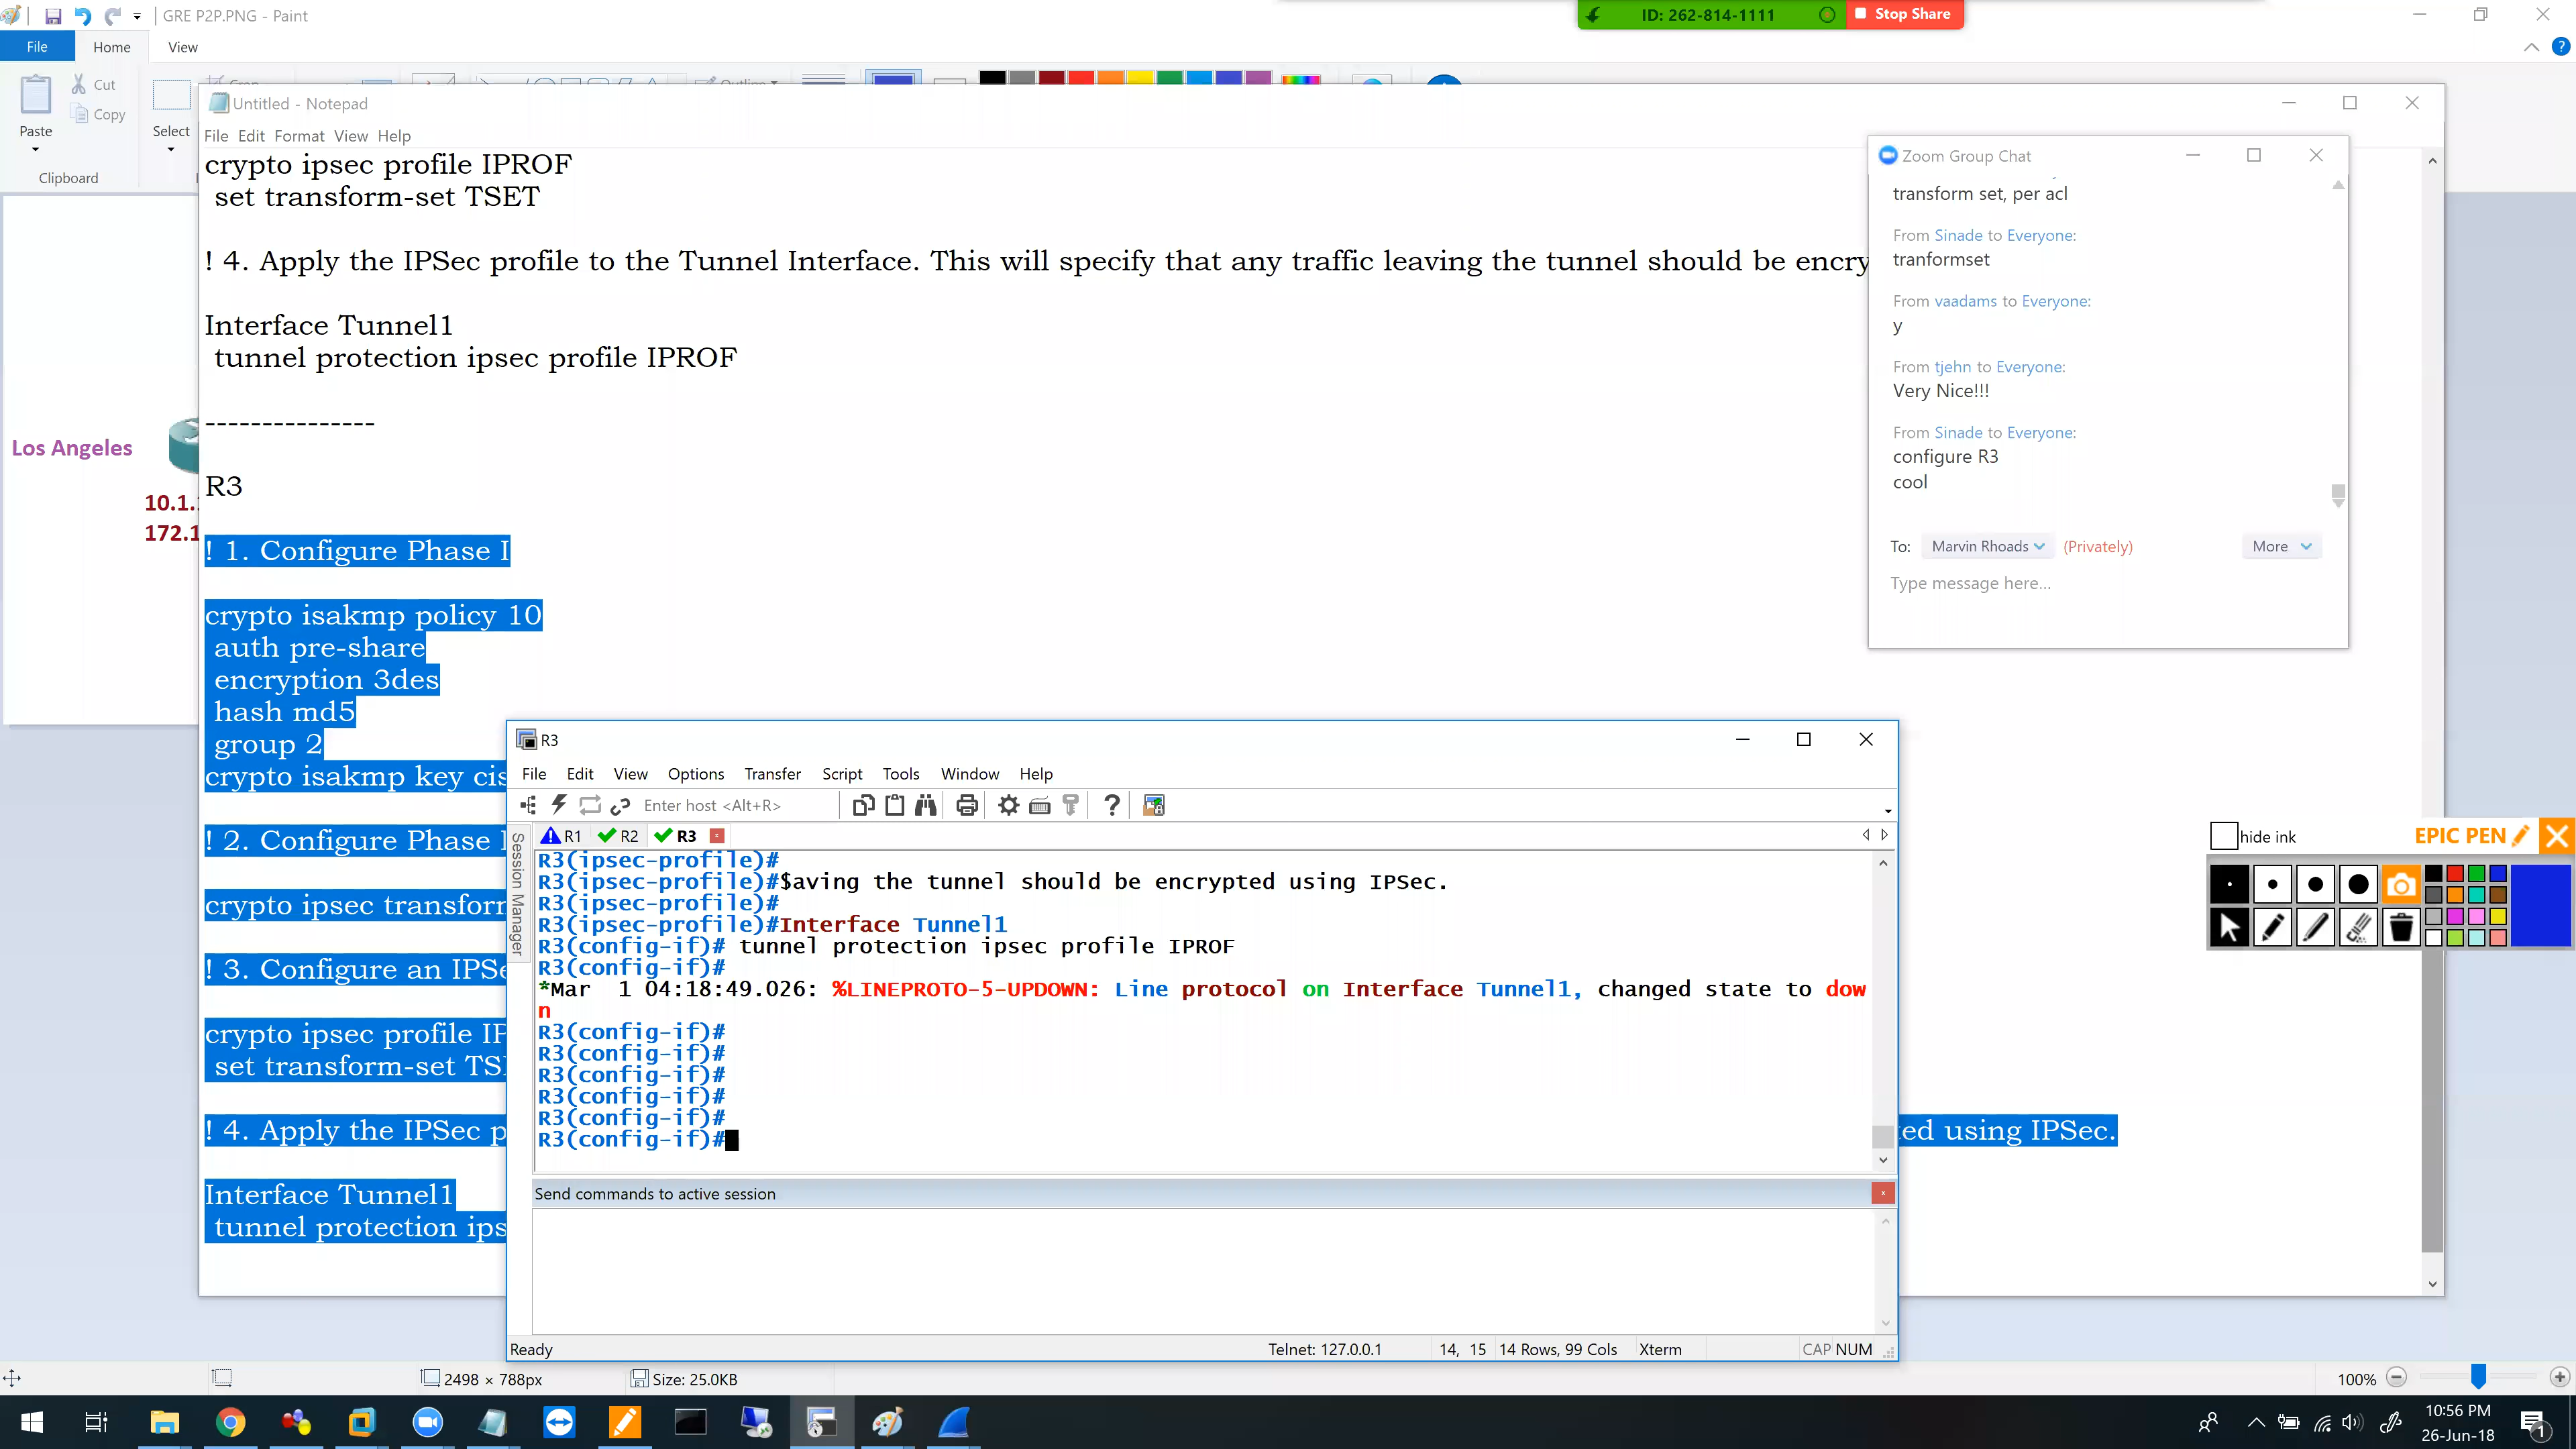 GRE P2P.PNG - Paint
ID: 262-814-1111
Stop Share
File
Home
View
Cut
Copy
Paste
Select
Clipboard
Untitled - Notepad
File Edit Format View Help
crypto ipsec profile IPROF
set transform-set TSET
! 4. Apply the IPSec profile to the Tunnel Interface. This will specify that any traffic leaving the tunnel should be encry
Interface Tunnel1
tunnel protection ipsec profile IPROF
---------------
R3
! 1. Configure Phase I
crypto isakmp policy 10
auth pre-share
encryption 3des
hash md5
group 2
crypto isakmp key cis
! 2. Configure Phase I
crypto ipsec transfor
! 3. Configure an IPSe
crypto ipsec profile IP
set transform-set TS
! 4. Apply the IPSec p
ed using IPSec.
Interface Tunnel1
tunnel protection ips
Los Angeles
10.1.
172.1
Zoom Group Chat
transform set, per acl
From Sinade to Everyone:
tranformset
From vaadams to Everyone:
y
From tjehn to Everyone:
Very Nice!!!
From Sinade to Everyone:
configure R3
cool
To: Marvin Rhoads (Privately)
More
Type message here...
R3
File Edit View Options Transfer Script Tools Window Help
Enter host <Alt+R>
Session Manager
R1 R2 R3
R3(ipsec-profile)#
R3(ipsec-profile)#$aving the tunnel should be encrypted using IPSec.
R3(ipsec-profile)#
R3(ipsec-profile)#Interface Tunnel1
R3(config-if)# tunnel protection ipsec profile IPROF
R3(config-if)#
*Mar  1 04:18:49.026: %LINEPROTO-5-UPDOWN: Line protocol on Interface Tunnel1, changed state to dow
n
R3(config-if)#
R3(config-if)#
R3(config-if)#
R3(config-if)#
R3(config-if)#
R3(config-if)#
Send commands to active session
Ready
Telnet: 127.0.0.1
14, 15
14 Rows, 99 Cols
Xterm
CAP NUM
hide ink
EPIC PEN
2498 × 788px
Size: 25.0KB
100%
10:56 PM
26-Jun-18
1